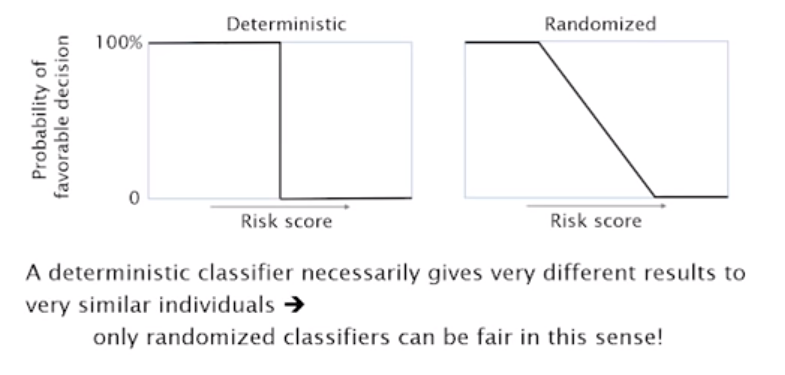 Deterministic
Randomized
Probability of
favorable decision
100%
0
Risk score
Risk score
A deterministic classifier necessarily gives very different results to
very similar individuals ➔
only randomized classifiers can be fair in this sense!